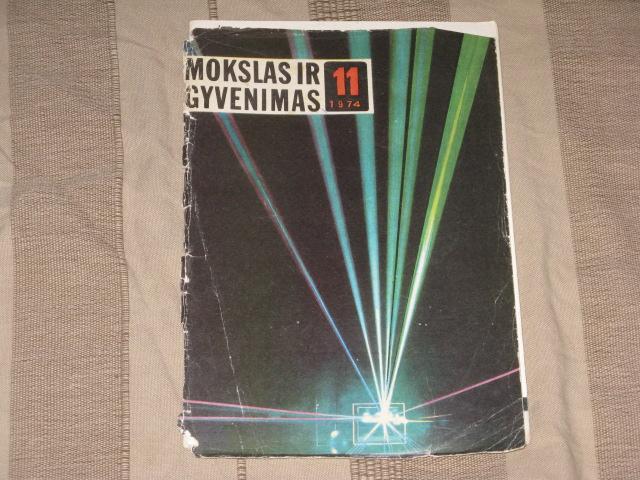 MOKSLAS IR
GYVENIMAS
11
1974